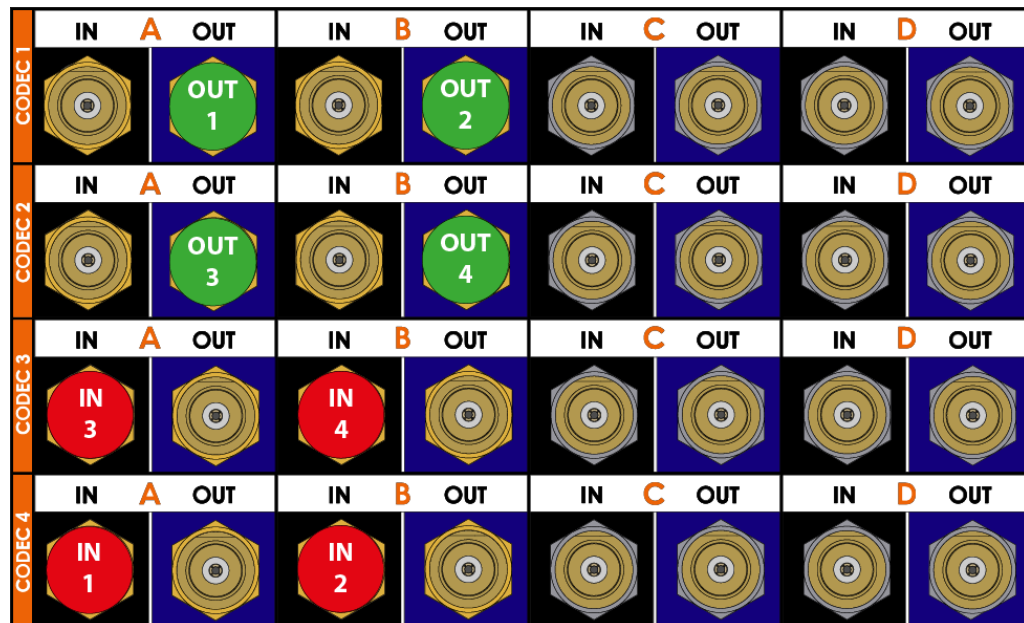 CODEC 1
IN A OUT IN B OUT IN C OUT IN D OUT
OUT
1
OUT
2
CODEC 2
IN A OUT IN B OUT IN C OUT IN D OUT
OUT
3
OUT
4
CODEC 3
IN A OUT IN B OUT IN C OUT IN D OUT
IN
3
IN
4
CODEC 4
IN A OUT IN B OUT IN C OUT IN D OUT
IN
1
IN
2